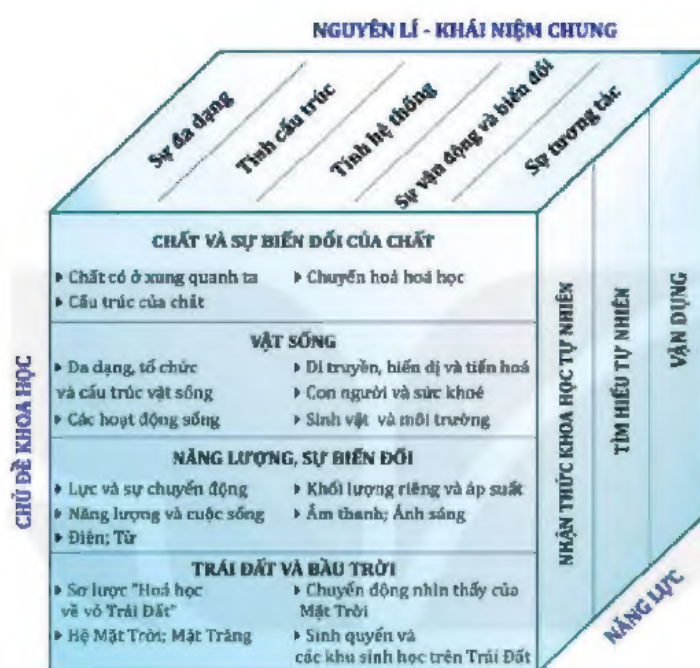 NGUYÊN LÍ - KHÁI NIỆM CHUNG
Sự đa dạng
Tính cấu trúc
Tính hệ thống
Sự vận động và biến đổi
Sự tương tác
CHẤT VÀ SỰ BIẾN ĐỔI CỦA CHẤT
▸ Chất có ở xung quanh ta
▸ Cấu trúc của chất
▸ Chuyển hoá hoá học
VẬT SỐNG
▸ Đa dạng, tổ chức
và cấu trúc vật sống
▸ Các hoạt động sống
▸ Di truyền, biến dị và tiến hoá
▸ Con người và sức khoẻ
▸ Sinh vật và môi trường
NĂNG LƯỢNG, SỰ BIẾN ĐỔI
▸ Lực và sự chuyển động
▸ Năng lượng và cuộc sống
▸ Điện; Từ
▸ Khối lượng riêng và áp suất
▸ Âm thanh; Ánh sáng
TRÁI ĐẤT VÀ BẦU TRỜI
▸ Sơ lược "Hoá học
về vỏ Trái Đất"
▸ Hệ Mặt Trời; Mặt Trăng
▸ Chuyển động nhìn thấy của
Mặt Trời
▸ Sinh quyển và
các khu sinh học trên Trái Đất
CHỦ ĐỀ KHOA HỌC
NHẬN THỨC KHOA HỌC TỰ NHIÊN
TÌM HIỂU TỰ NHIÊN
VẬN DỤNG
NĂNG LỰC